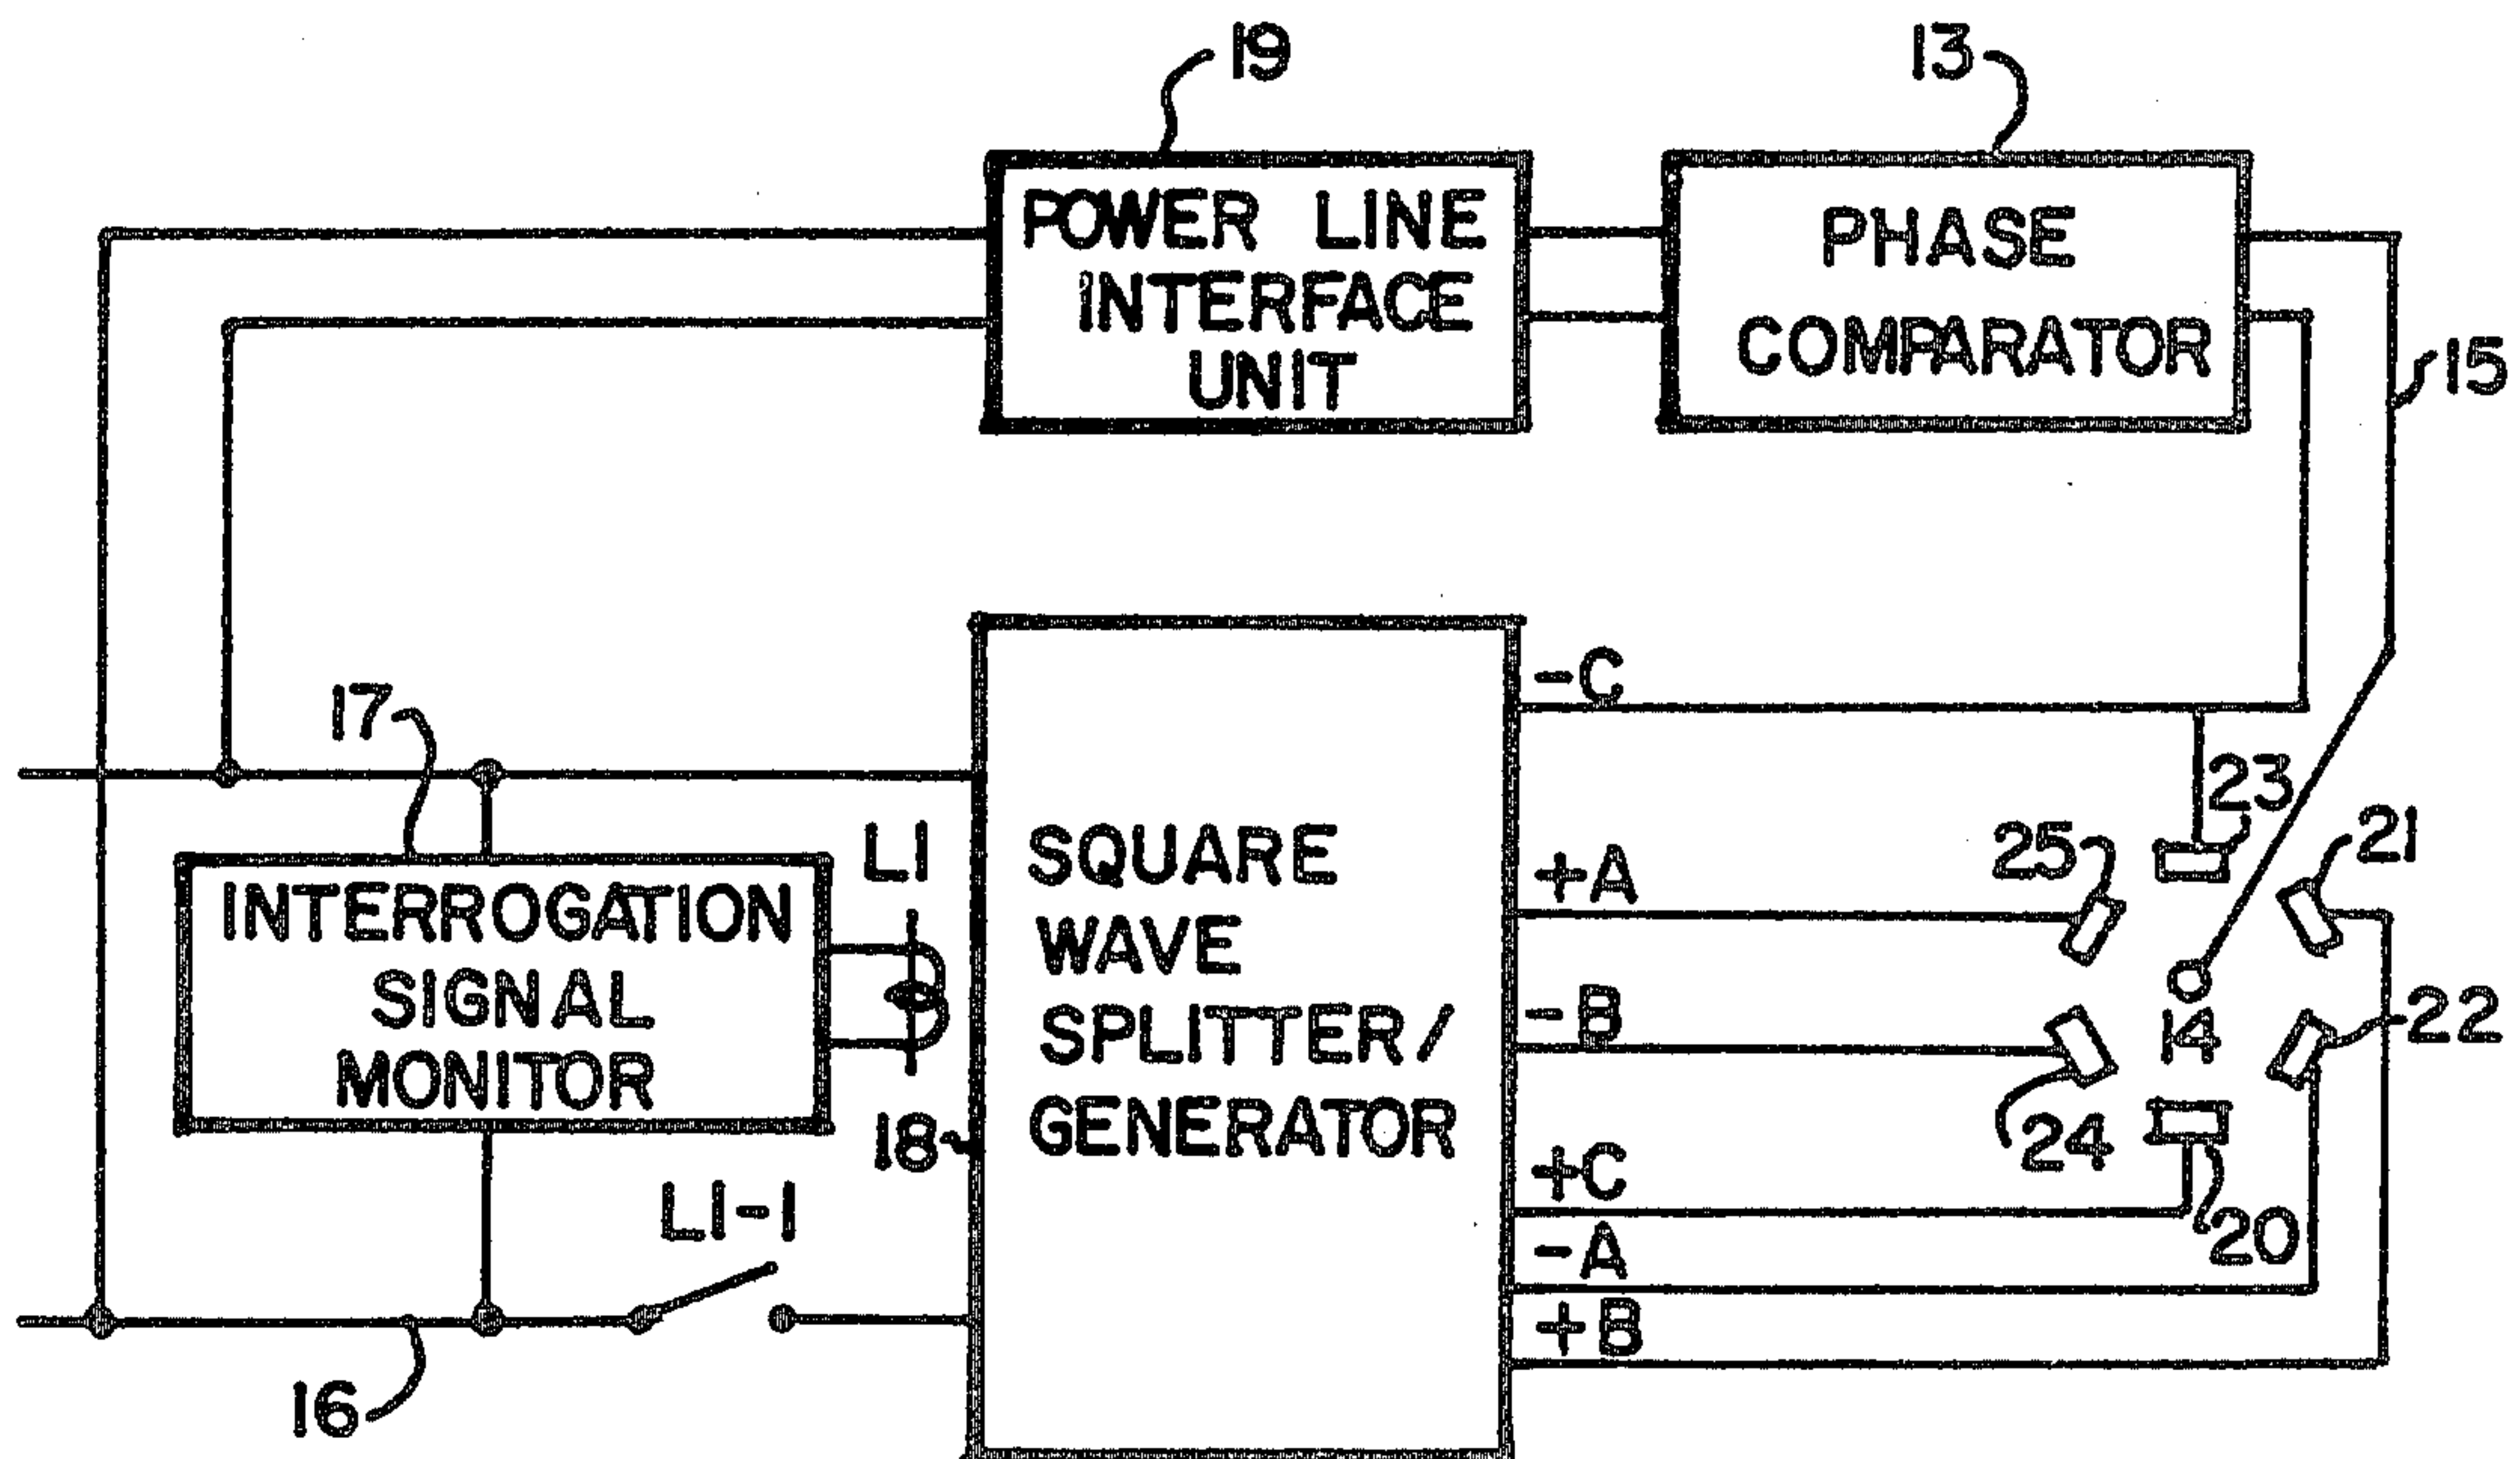 19
13
POWER LINE
INTERFACE
UNIT
PHASE
COMPARATOR
15
-C
17
23
21
25
L1
+A
INTERROGATION
SIGNAL
MONITOR
SQUARE
WAVE
SPLITTER/
GENERATOR
-B
14
22
18
24
+C
L1-1
20
-A
+B
16